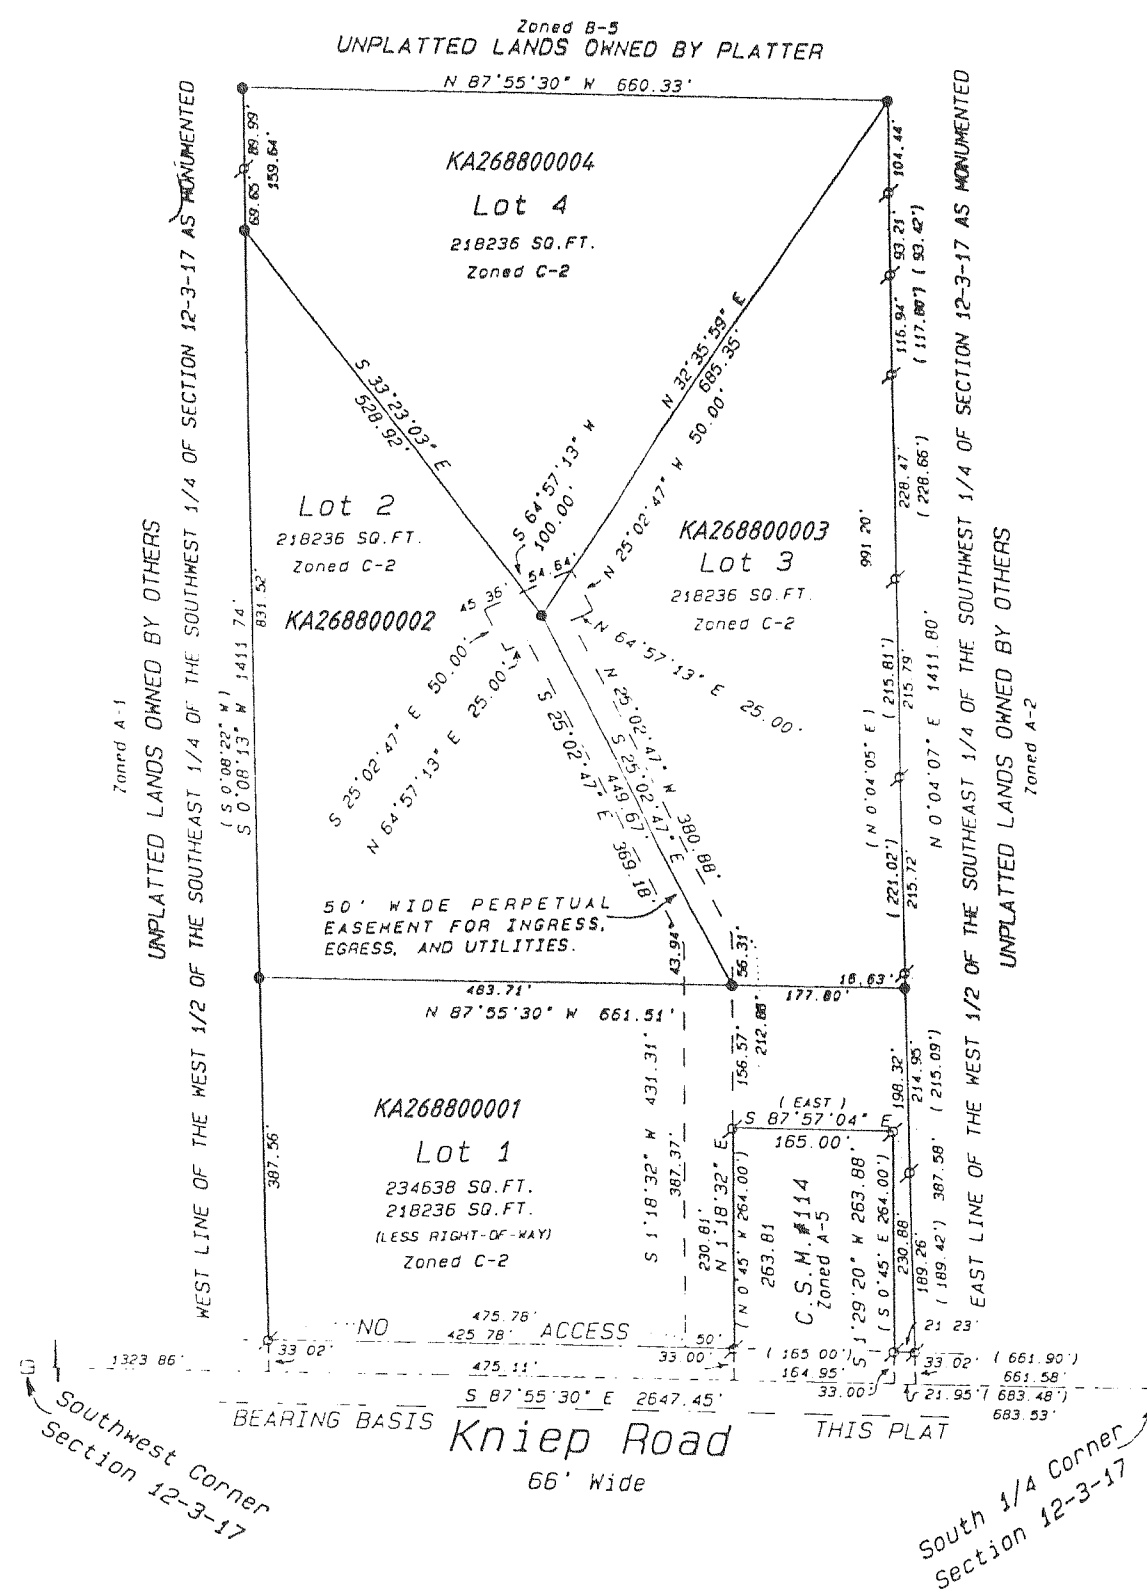 Zoned B-5
UNPLATTED LANDS OWNED BY PLATTER
N 87°55'30" W 660.33'
89.99'
69.65'
159.64'
KA268800004
Lot 4
218236 SQ.FT.
Zoned C-2
104.44'
93.21' ( 93.42')
116.94'
( 117.80')
WEST LINE OF THE WEST 1/2 OF THE SOUTHEAST 1/4 OF THE SOUTHWEST 1/4 OF SECTION 12-3-17 AS MONUMENTED
EAST LINE OF THE WEST 1/2 OF THE SOUTHEAST 1/4 OF THE SOUTHWEST 1/4 OF SECTION 12-3-17 AS MONUMENTED
S 33°23'03" E
528.92'
N 32°35'59" E
685.35'
S 64°57'13" W
100.00'
N 25°02'47" W 50.00'
228.47'
( 228.66')
Lot 2
218236 SQ.FT.
Zoned C-2
KA268800002
KA268800003
Lot 3
218236 SQ.FT.
Zoned C-2
991 20'
54.64'
45 36'
831.52'
S 0°08'13" W 1411 74'
( S 0°08'22" W)
UNPLATTED LANDS OWNED BY OTHERS
Zoned A-1
UNPLATTED LANDS OWNED BY OTHERS
Zoned A-2
S 25°02'47" E 50.00'
N 64°57'13" E 25.00'
N 64°57'13" E 25.00'
N 25°02'47" W 380.88'
S 25°02'47" E
449.67'
S 25°02'47" E 369.18'
( 215.81')
215.79'
( N 0°04'05" E )
N 0°04'07" E 1411.80'
( 221.02')
215.72'
50' WIDE PERPETUAL
EASEMENT FOR INGRESS,
EGRESS, AND UTILITIES.
43.94'
56.31'
16.63'
483.71'
177.80'
N 87°55'30" W 661.51'
156.57'
212.88'
S 1°18'32" W 431.31'
387.37'
387.56'
KA268800001
Lot 1
234638 SQ.FT.
218236 SQ.FT.
(LESS RIGHT-OF-WAY)
Zoned C-2
( EAST )
S 87°57'04" E
165.00'
198.32'
214.95'
( 215.09')
387.58'
230.81'
N 1°18'32" E
( N 0°45' W 264.00')
263.81
C.S.M.#114
Zoned A-5
S 1°29'20" W 263.88'
( S 0°45' E 264.00')
230.88'
189.26'
( 189.42')
475.78'
NO ACCESS
425.78'
50'
21 23'
1323 86'
33 02'
475.11'
33.00'
( 165 00')
164.95'
33.00'
33.02'
( 661.90')
661.58'
21.95'
( 683.48')
683.53'
S 87°55'30" E 2647.45'
BEARING BASIS
THIS PLAT
Kniep Road
66' Wide
Southwest Corner
Section 12-3-17
South 1/4 Corner
Section 12-3-17